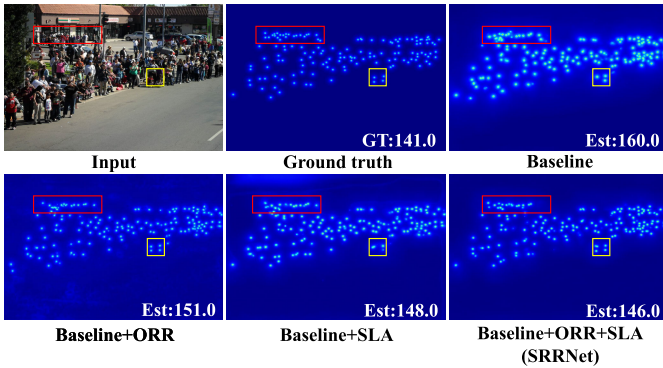 GT:141.0
Est:160.0
Input
Ground truth
Baseline
Est:151.0
Est:148.0
Est:146.0
Baseline+ORR
Baseline+SLA
Baseline+ORR+SLA
(SRRNet)